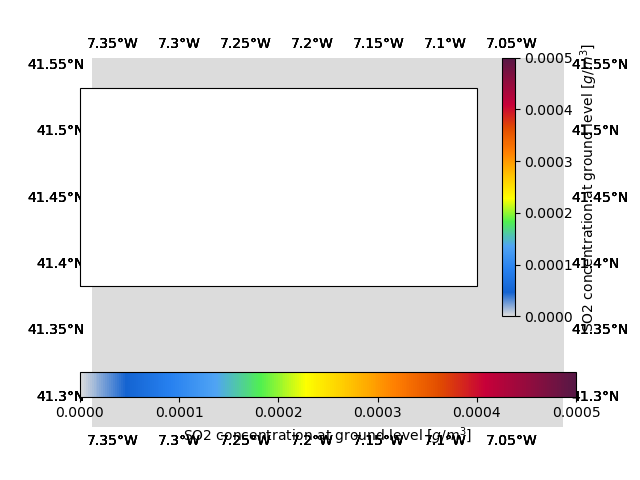 7.35°W 7.3°W 7.25°W 7.2°W 7.15°W 7.1°W 7.05°W
41.55°N 0.0005 41.55°N
0.0004
41.5°N 41.5°N
0.0003
41.45°N 0.0002 41.45°N
41.4°N 0.0001 41.4°N
0.0000
41.35°N 41.35°N
SO2 concentration at ground level [g/m³]
41.3°N 41.3°N
0.0000 0.0001 0.0002 0.0003 0.0004 0.0005
SO2 concentration at ground level [g/m³]
7.35°W 7.3°W 7.25°W 7.2°W 7.15°W 7.1°W 7.05°W